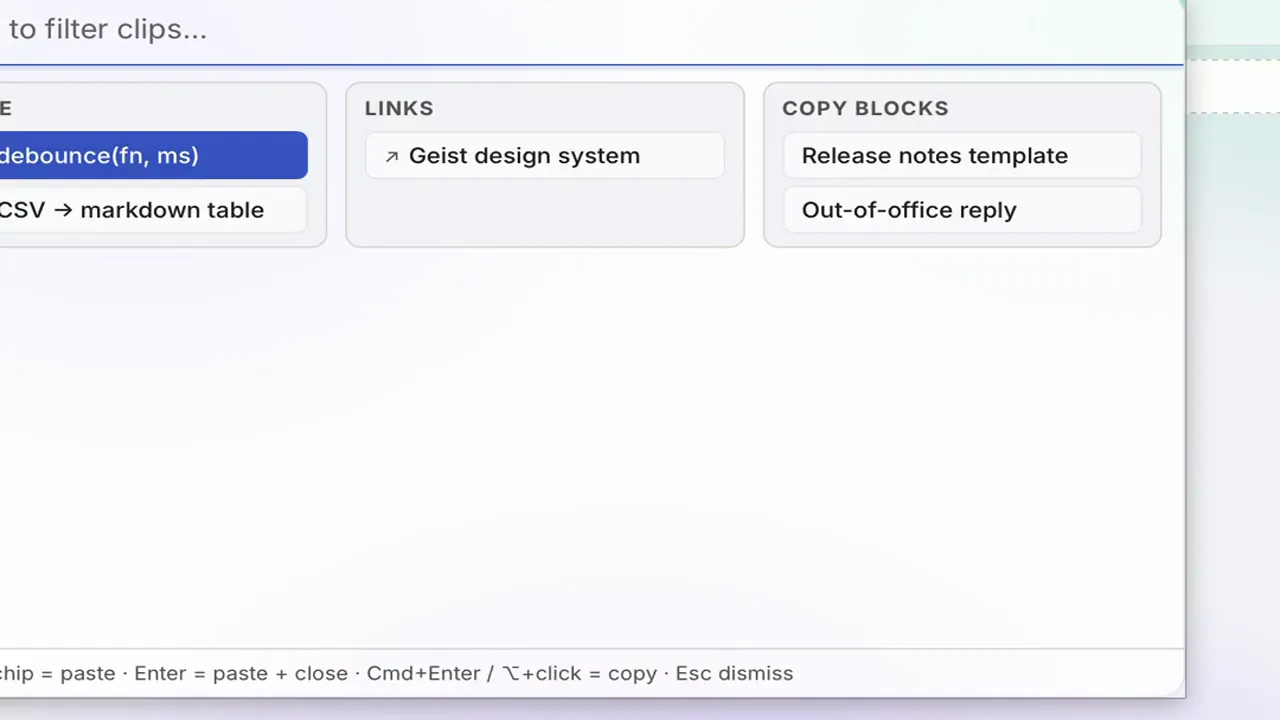 to filter clips...
E
debounce(fn, ms)
CSV → markdown table
LINKS
↗ Geist design system
COPY BLOCKS
Release notes template
Out-of-office reply
chip = paste · Enter = paste + close · Cmd+Enter / ⌥+click = copy · Esc dismiss